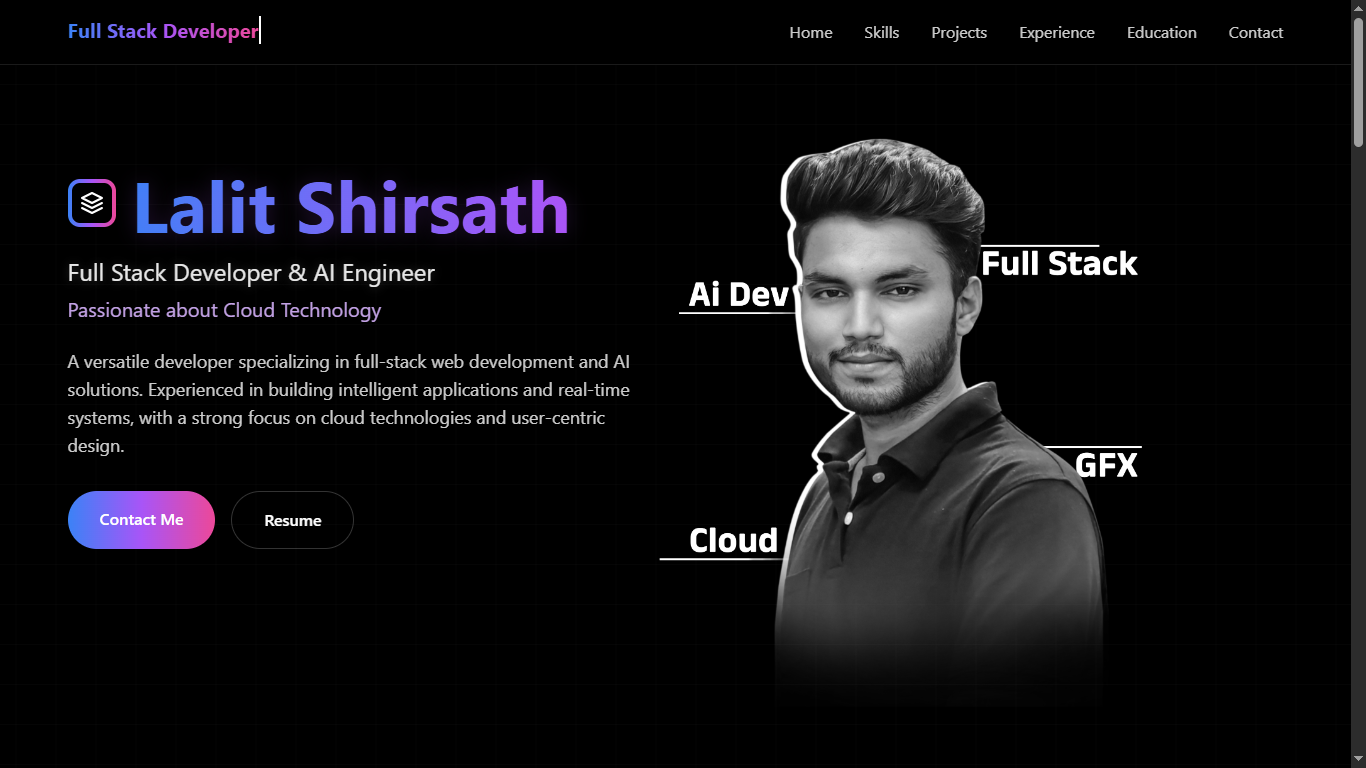 Full Stack Developer
Home Skills Projects Experience Education Contact
Lalit Shirsath
Full Stack Developer & AI Engineer
Passionate about Cloud Technology
A versatile developer specializing in full-stack web development and AI
solutions. Experienced in building intelligent applications and real-time
systems, with a strong focus on cloud technologies and user-centric
design.
Contact Me
Resume
Full Stack
Ai Dev
GFX
Cloud